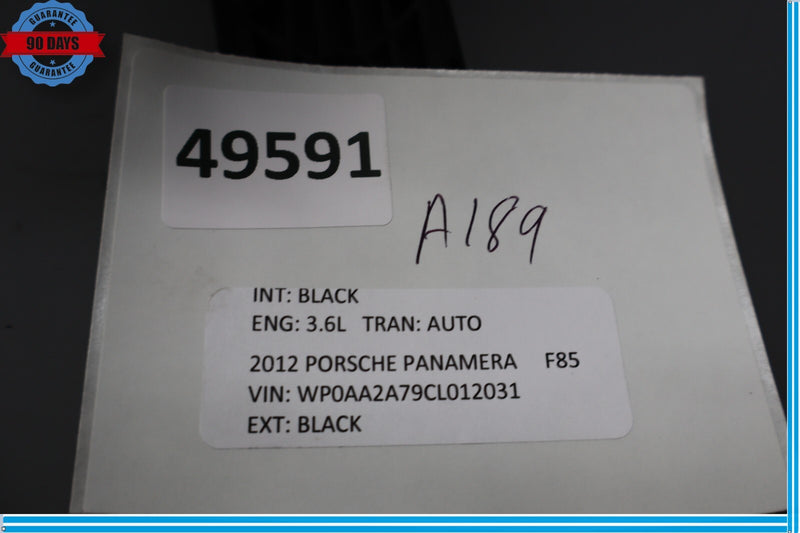 GUARANTEE
90 DAYS
GUARANTEE
49591
A189
INT: BLACK
ENG: 3.6L TRAN: AUTO
2012 PORSCHE PANAMERA F85
VIN: WP0AA2A79CL012031
EXT: BLACK